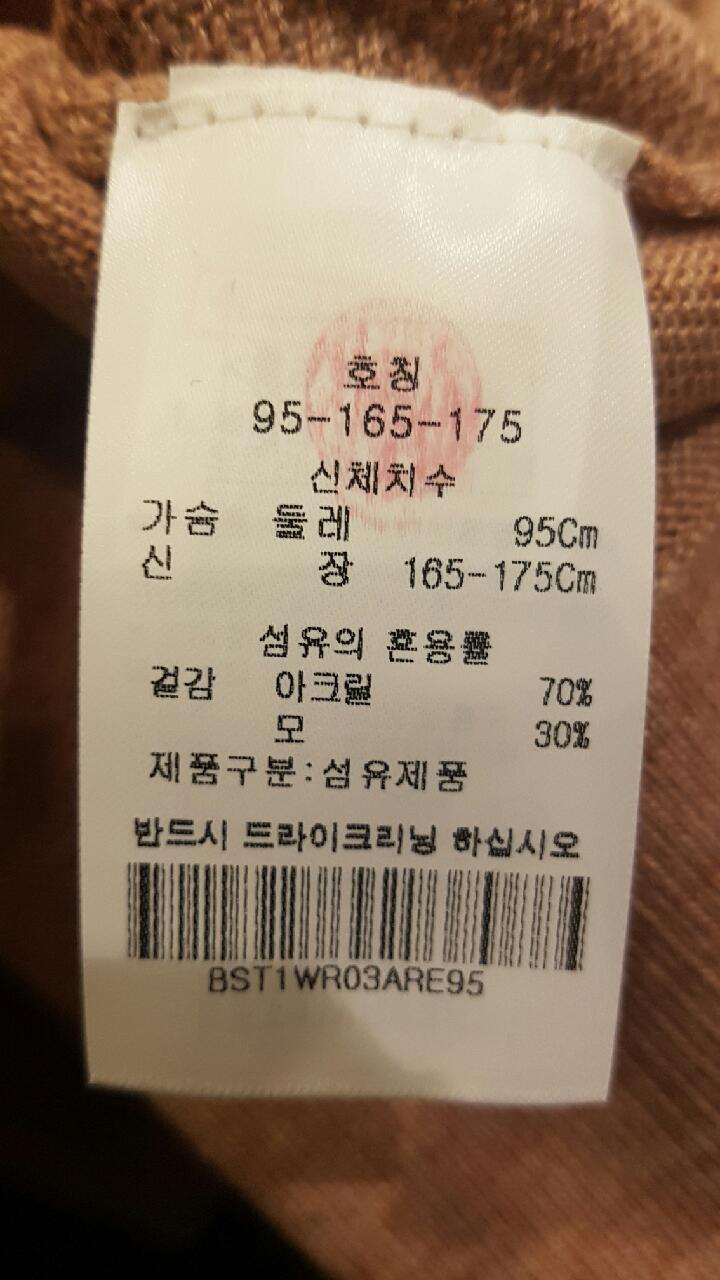 호칭
95-165-175
신체치수
가슴 둘레 95Cm
신 장 165-175Cm
섬유의 혼용률
겉감 아크릴 70%
모 30%
제품구분:섬유제품
반드시 드라이크리닝 하십시오
BST1WR03ARE95